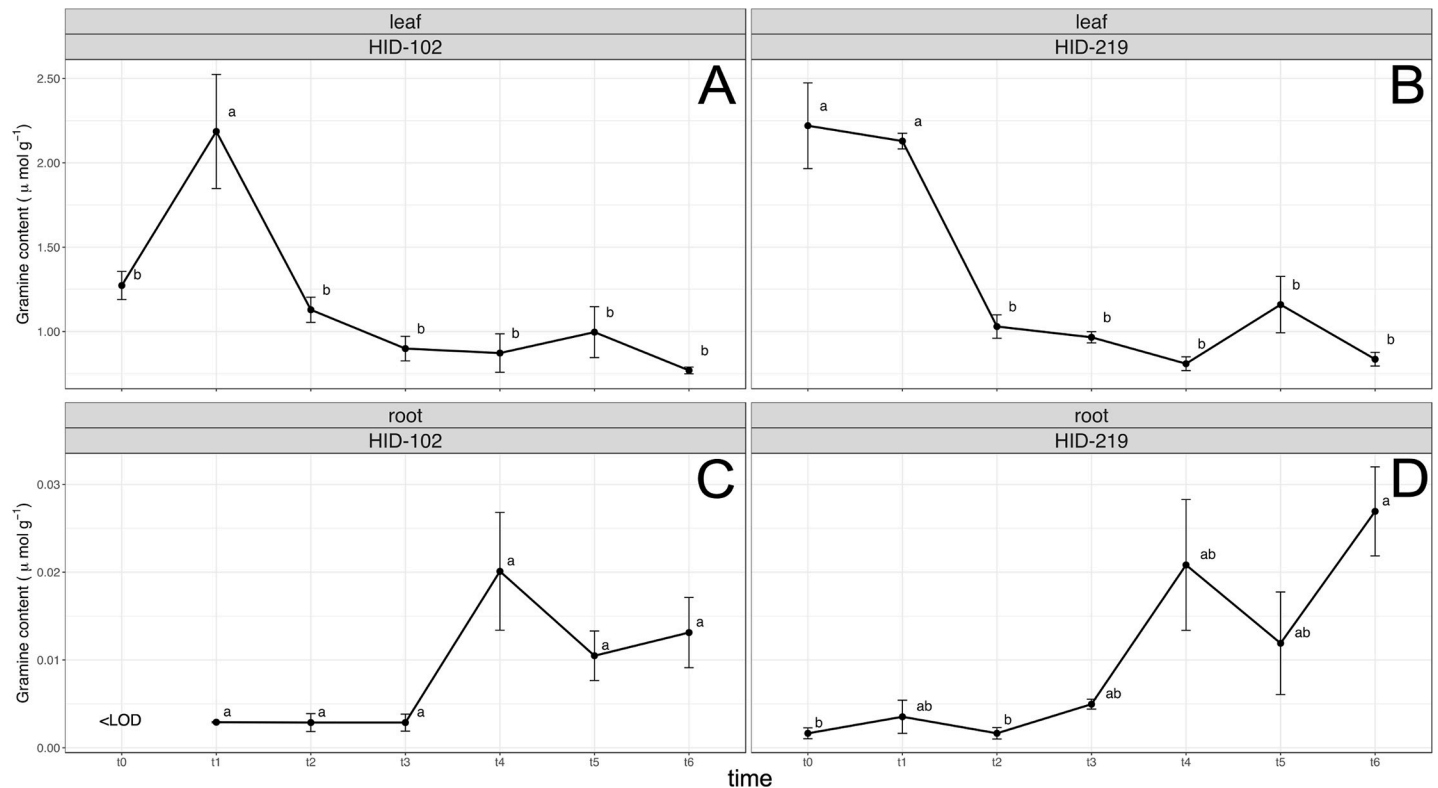 leaf
HID-102
leaf
HID-219
A
B
Gramine content ( μ mol g⁻¹)
2.50
2.00
1.50
1.00
b
a
b
b
b
b
b
a
a
b
b
b
b
b
root
HID-102
root
HID-219
C
D
Gramine content ( μ mol g⁻¹)
0.03
0.02
0.01
0.00
<LOD
a
a
a
a
a
a
b
ab
b
ab
ab
ab
a
t0 t1 t2 t3 t4 t5 t6
t0 t1 t2 t3 t4 t5 t6
time